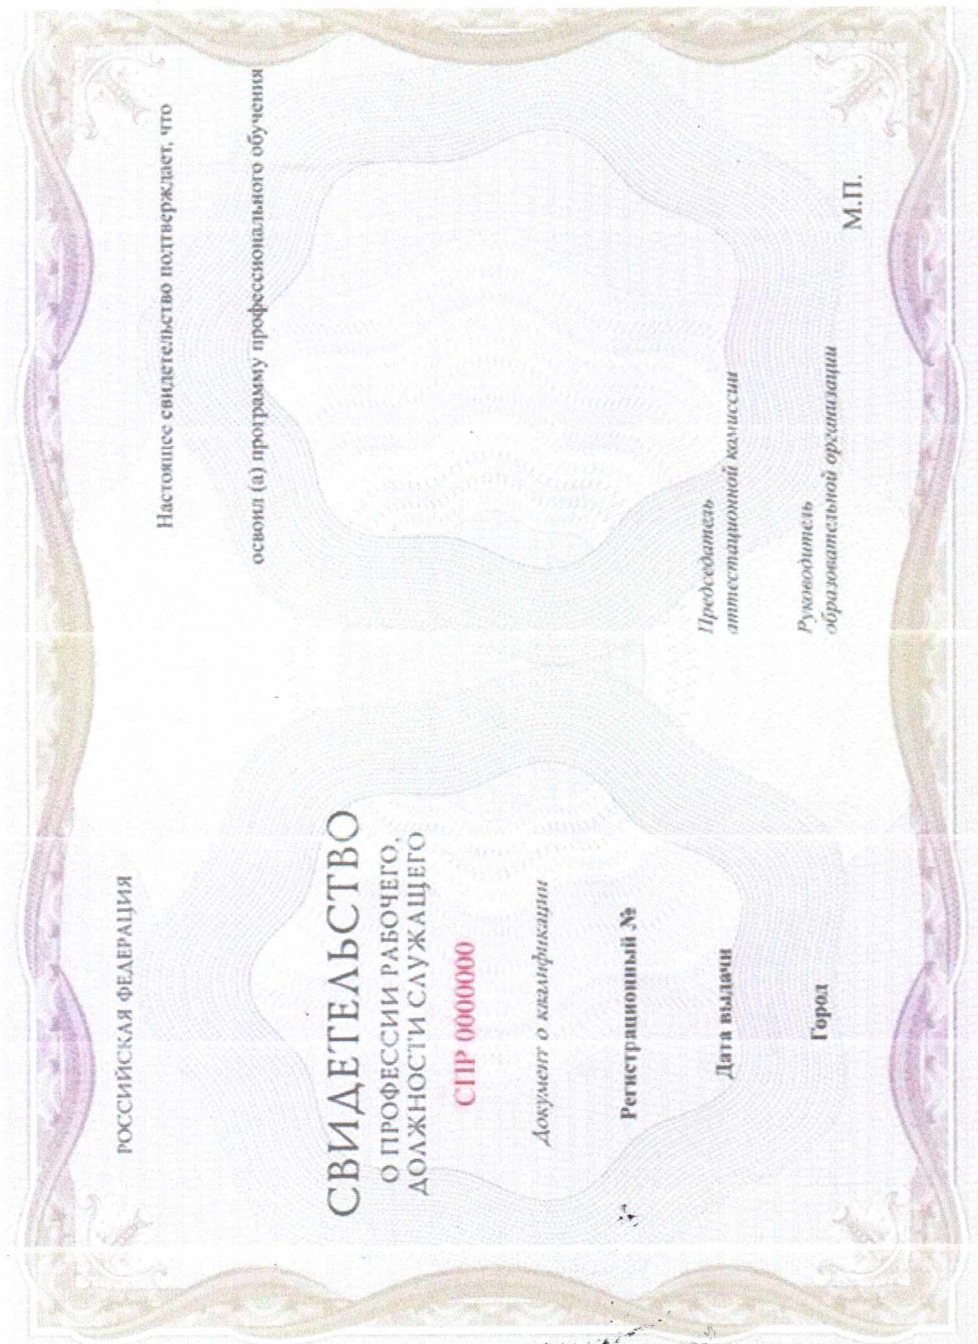 РОССИЙСКАЯ ФЕДЕРАЦИЯ
СВИДЕТЕЛЬСТВО
О ПРОФЕССИИ РАБОЧЕГО,
ДОЛЖНОСТИ СЛУЖАЩЕГО
СПР 0000000
Документ о квалификации
Регистрационный №
Дата выдачи
Город
Настоящее свидетельство подтверждает, что
освоил (а) программу профессионального обучения
Председатель
аттестационной комиссии
Руководитель
образовательной организации
М.П.